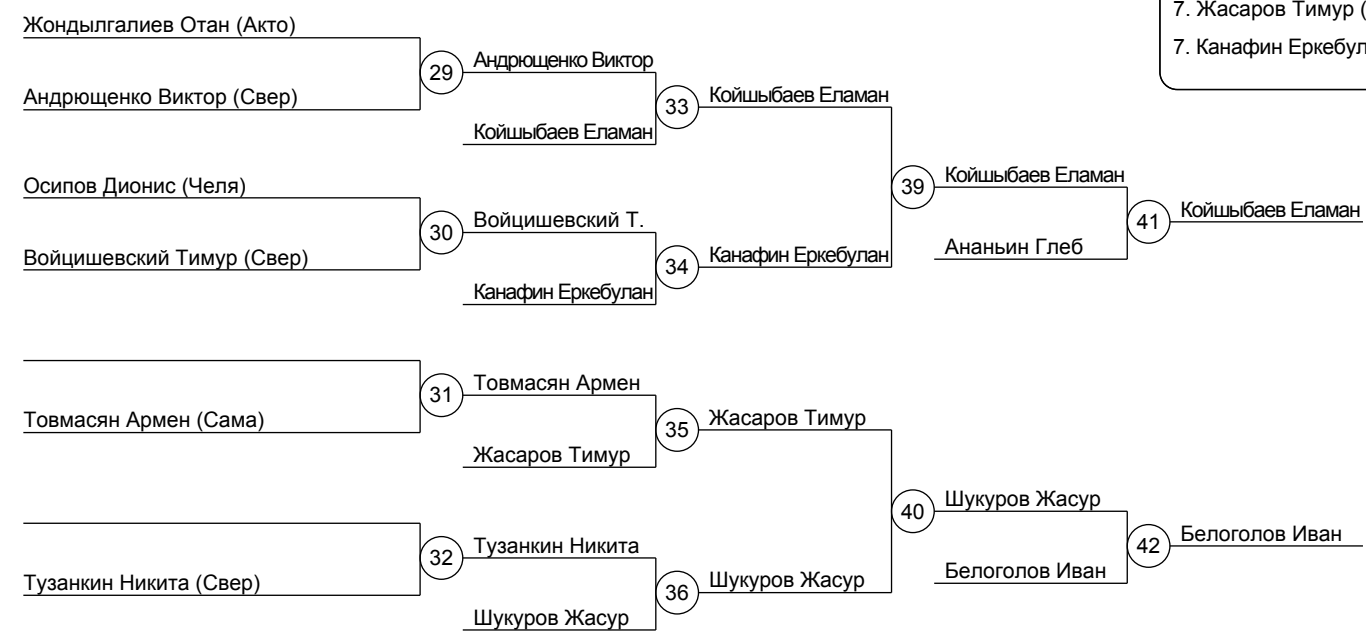 7. Жасаров Тимур (
7. Канафин Еркебул
Жондылгалиев Отан (Акто)
Андрющенко Виктор (Свер)
29
Андрющенко Виктор
Койшыбаев Еламан
33
Койшыбаев Еламан
Осипов Дионис (Челя)
Войцишевский Тимур (Свер)
30
Войцишевский Т.
Канафин Еркебулан
34
Канафин Еркебулан
39
Койшыбаев Еламан
Ананьин Глеб
41
Койшыбаев Еламан
Товмасян Армен (Сама)
31
Товмасян Армен
Жасаров Тимур
35
Жасаров Тимур
Тузанкин Никита (Свер)
32
Тузанкин Никита
Шукуров Жасур
36
Шукуров Жасур
40
Шукуров Жасур
Белоголов Иван
42
Белоголов Иван